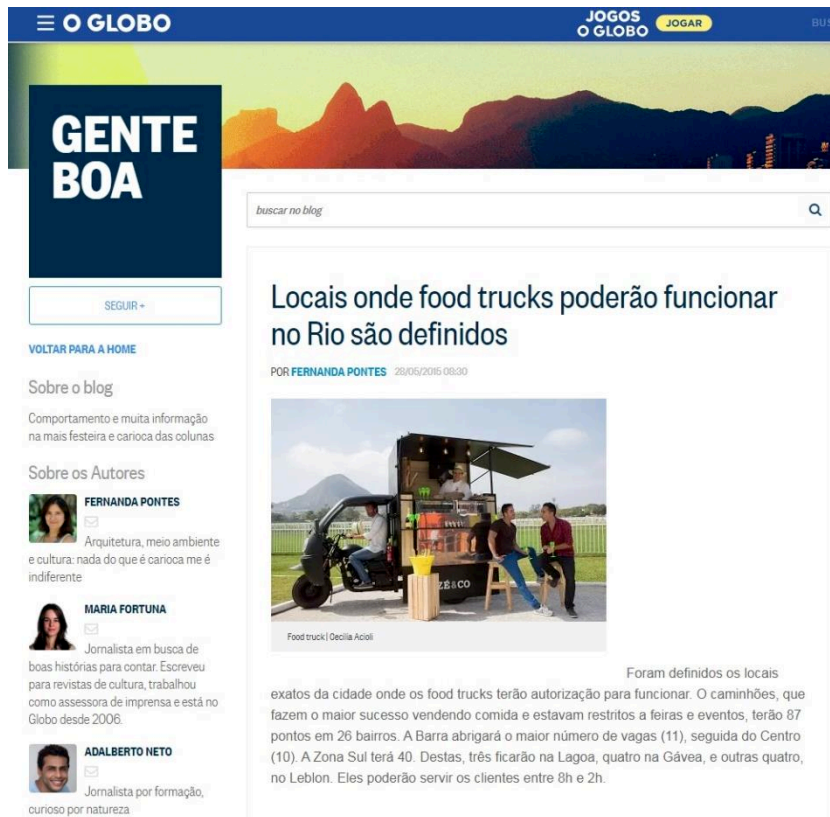 O GLOBO
JOGOS
O GLOBO
JOGAR
GENTE
BOA
buscar no blog
SEGUIR +
VOLTAR PARA A HOME
Sobre o blog
Comportamento e muita informação
na mais festeira e carioca das colunas
Sobre os Autores
FERNANDA PONTES
Arquitetura, meio ambiente
e cultura: nada do que é carioca me é
indiferente
MARIA FORTUNA
Jornalista em busca de
boas histórias para contar. Escreveu
para revistas de cultura, trabalhou
como assessora de imprensa e está no
Globo desde 2006.
ADALBERTO NETO
Jornalista por formação,
curioso por natureza
Locais onde food trucks poderão funcionar
no Rio são definidos
POR FERNANDA PONTES 28/05/2015 08:30
ZÉ&CO
Food truck | Cecilia Acioli
Foram definidos os locais
exatos da cidade onde os food trucks terão autorização para funcionar. O caminhões, que
fazem o maior sucesso vendendo comida e estavam restritos a feiras e eventos, terão 87
pontos em 26 bairros. A Barra abrigará o maior número de vagas (11), seguida do Centro
(10). A Zona Sul terá 40. Destas, três ficarão na Lagoa, quatro na Gávea, e outras quatro,
no Leblon. Eles poderão servir os clientes entre 8h e 2h.